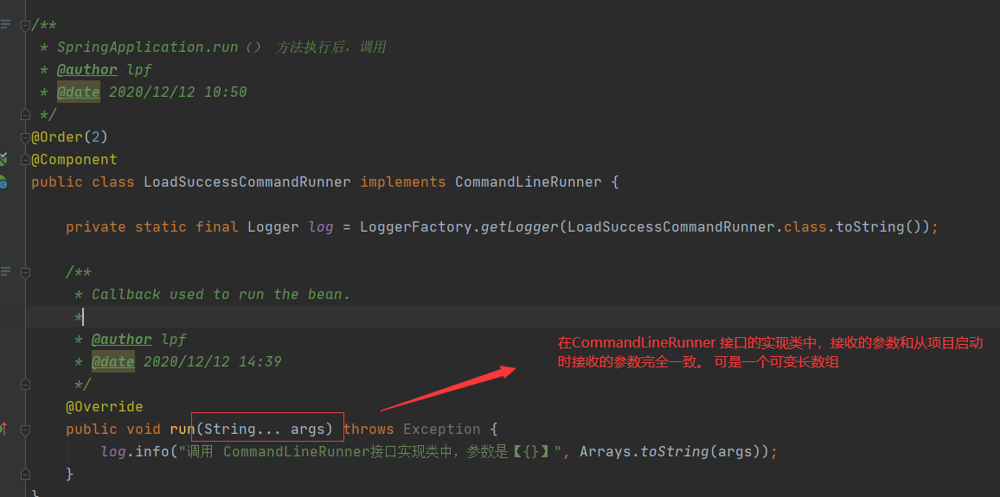 /**
* SpringApplication.run（） 方法执行后，调用
* @author lpf
* @date 2020/12/12 10:50
*/
@Order(2)
@Component
public class LoadSuccessCommandRunner implements CommandLineRunner {
private static final Logger log = LoggerFactory.getLogger(LoadSuccessCommandRunner.class.toString());
/**
* Callback used to run the bean.
*
* @author lpf
* @date 2020/12/12 14:39
*/
在CommandLineRunner 接口的实现类中，接收的参数和从项目启动
时接收的参数完全一致。 可是一个可变长数组
@Override
public void run(String... args) throws Exception {
log.info("调用 CommandLineRunner接口实现类中，参数是【{}】", Arrays.toString(args));
}
}